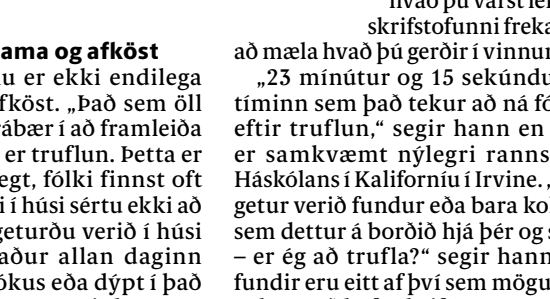 ama og afköst
u er ekki endilega
fköst. „Það sem öll
ábær í að framleiða
er truflun. Þetta er
egt, fólki finnst oft
i í húsi sértu ekki að
geturðu verið í húsi
aður allan daginn
ókus eða dýpt í það
hvað þú varst le
skrifstofunni freka
að mæla hvað þú gerðir í vinnun
„23 mínútur og 15 sekúndu
tíminn sem það tekur að ná fó
eftir truflun,“ segir hann en
er samkvæmt nýlegri ranns
Háskólans í Kaliforníu í Irvine. „
getur verið fundur eða bara kol
sem dettur á borðið hjá þér og s
– er ég að trufla?“ segir hann
fundir eru eitt af því sem mögu